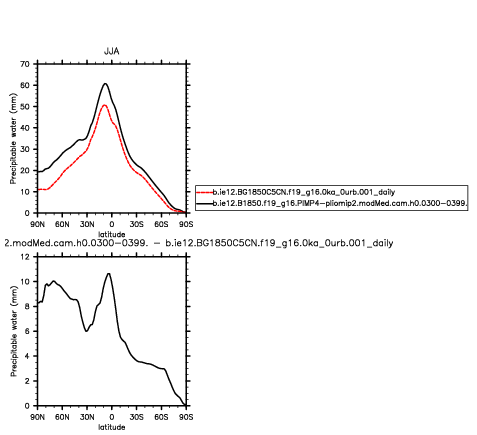 JJA
Precipitable water (mm)
70
60
50
40
30
20
10
0
90N 60N 30N 0 30S 60S 90S
latitude
b.ie12.BG1850C5CN.f19_g16.0ka_0urb.001_daily
b.ie12.B1850.f19_g16.PlMP4-pliomip2.modMed.cam.h0.0300-0399.
2.modMed.cam.h0.0300-0399. - b.ie12.BG1850C5CN.f19_g16.0ka_0urb.001_daily
Precipitable water (mm)
12
10
8
6
4
2
0
90N 60N 30N 0 30S 60S 90S
latitude